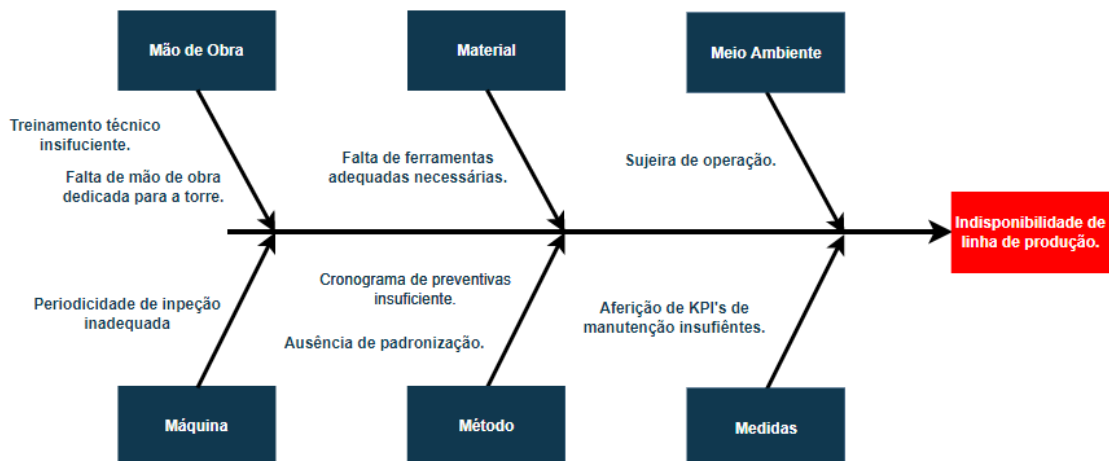 Mão de Obra
Material
Meio Ambiente
Treinamento técnico
insifuciente.
Falta de mão de obra
dedicada para a torre.
Falta de ferramentas
adequadas necessárias.
Sujeira de operação.
Indisponibilidade de
linha de produção.
Periodicidade de inpeção
inadequada
Cronograma de preventivas
insuficiente.
Ausência de padronização.
Aferição de KPI's de
manutenção insufiêntes.
Máquina
Método
Medidas